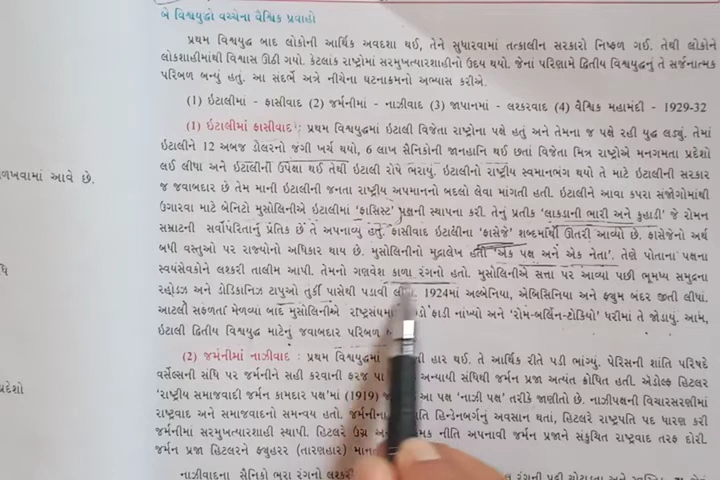 બે વિશ્વયુદ્ધો વચ્ચેના વૈશ્વિક પ્રવાહો
પ્રથમ વિશ્વયુદ્ધ બાદ લોકોની આર્થિક અવદશા થઈ, તેને સુધારવામાં તત્કાલીન સરકારો નિષ્ફળ ગઈ. તેથી લોકોને
લોકશાહીમાંથી વિશ્વાસ ઊઠી ગયો. કેટલાંક રાષ્ટ્રોમાં સરમુખત્યારશાહીનો ઉદય થયો. જેનાં પરિણામે દ્વિતીય વિશ્વયુદ્ધનું તે સર્જનાત્મક
પરિબળ બન્યું હતું. આ સંદર્ભે અત્રે નીચેના ઘટનાક્રમનો અભ્યાસ કરીએ.
(1) ઇટાલીમાં - ફાસીવાદ (2) જર્મનીમાં - નાઝીવાદ (3) જાપાનમાં - લશ્કરવાદ (4) વૈશ્વિક મહામંદી - 1929-32
(1) ઇટાલીમાં ફાસીવાદ : પ્રથમ વિશ્વયુદ્ધમાં ઇટાલી વિજેતા રાષ્ટ્રોના પક્ષે હતું અને તેમના જ પક્ષે રહી યુદ્ધ લડ્યું. તેમાં
ઇટાલીને 12 અબજ ડોલરનો જંગી ખર્ચ થયો, 6 લાખ સૈનિકોની જાનહાનિ થઈ છતાં વિજેતા મિત્ર રાષ્ટ્રોએ મનગમતા પ્રદેશો
લઈ લીધા અને ઇટાલીની ઉપેક્ષા થઈ તેથી ઇટાલી રોષે ભરાયું. ઇટાલીનો રાષ્ટ્રીય સ્વમાનભંગ થયો તે માટે ઇટાલીની સરકાર
જ જવાબદાર છે તેમ માની ઇટાલીની જનતા રાષ્ટ્રીય અપમાનનો બદલો લેવા માંગતી હતી. ઇટાલીને આવા કપરા સંજોગોમાંથી
ઉગારવા માટે બેનિટો મુસોલિનીએ ઇટાલીમાં 'ફાસિસ્ટ' પક્ષની સ્થાપના કરી. તેનું પ્રતીક 'લાકડાની ભારી અને કુહાડી' જે રોમન
સમ્રાટની સર્વોપરિતાનું પ્રતિક છે તે અપનાવ્યું હતું. ફાસીવાદ ઇટાલીના 'ફાસેજે' શબ્દમાંથી ઊતરી આવ્યો છે. ફાસેજેનો અર્થ
બધી વસ્તુઓ પર રાજ્યોનો અધિકાર થાય છે. મુસોલિનીનો મુદ્રાલેખ હતો 'એક પક્ષ અને એક નેતા'. તેણે પોતાના પક્ષના
સ્વયંસેવકોને લશ્કરી તાલીમ આપી. તેમનો ગણવેશ કાળા રંગનો હતો. મુસોલિનીએ સત્તા પર આવ્યા પછી ભૂમધ્ય સમુદ્રના
રહોડઝ અને ડોડિકાનિઝ ટાપુઓ તુર્કી પાસેથી પડાવી 1924માં અલ્બેનિયા, એબિસિનિયા અને ફ્યુમ બંદર જીતી લીધાં.
આટલી સફળતા મેળવ્યા બાદ મુસોલિનીએ ફાડી નાંખ્યો અને 'રોમ-બર્લિન-ટોકિયો' ધરીમાં તે જોડાયું. આમ,
ઇટાલી દ્વિતીય વિશ્વયુદ્ધ માટેનું જવાબદાર પરિબળ
(2) જર્મનીમાં નાઝીવાદ : પ્રથમ વિશ્વયુદ્ધમાં હાર થઈ. તે આર્થિક રીતે પડી ભાંગ્યું. પેરિસની શાંતિ પરિષદે
વર્સેલ્સની સંધિ પર જર્મનીને સહી કરવાની ફરજ અન્યાયી સંધિથી જર્મન પ્રજા અત્યંત ક્રોધિત હતી. એડોલ્ફ હિટલર
'રાષ્ટ્રીય સમાજવાદી જર્મન કામદાર પક્ષ'માં (1919) આ પક્ષ 'નાઝી પક્ષ' તરીકે જાણીતો છે. નાઝીપક્ષની વિચારસરણીમાં
રાષ્ટ્રવાદ અને સમાજવાદનો સમન્વય હતો. જર્મનીના હિન્ડેનબર્ગનું અવસાન થતાં, હિટલરે રાષ્ટ્રપતિ પદ ધારણ કરી
જર્મનીમાં સરમુખત્યારશાહી સ્થાપી. હિટલરે ઉગ્ર નીતિ અપનાવી જર્મન પ્રજાને સંકુચિત રાષ્ટ્રવાદ તરફ દોરી.
જર્મન પ્રજા હિટલરને ફ્યુહરર (તારણહાર)
નાઝીવાદના સૈનિકો ભૂરા રંગનો
ળખવામાં આવે છે.
પ્રદેશો